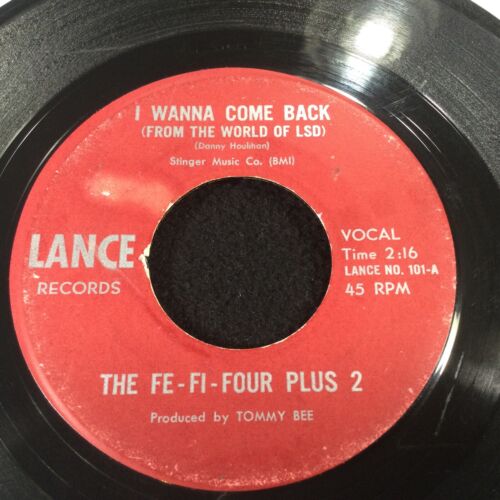 I WANNA COME BACK
(FROM THE WORLD OF LSD)
(Danny Houlihan)
Stinger Music Co. (BMI)
LANCE
RECORDS
VOCAL
Time 2:16
LANCE NO. 101-A
45 RPM
THE FE-FI-FOUR PLUS 2
Produced by TOMMY BEE